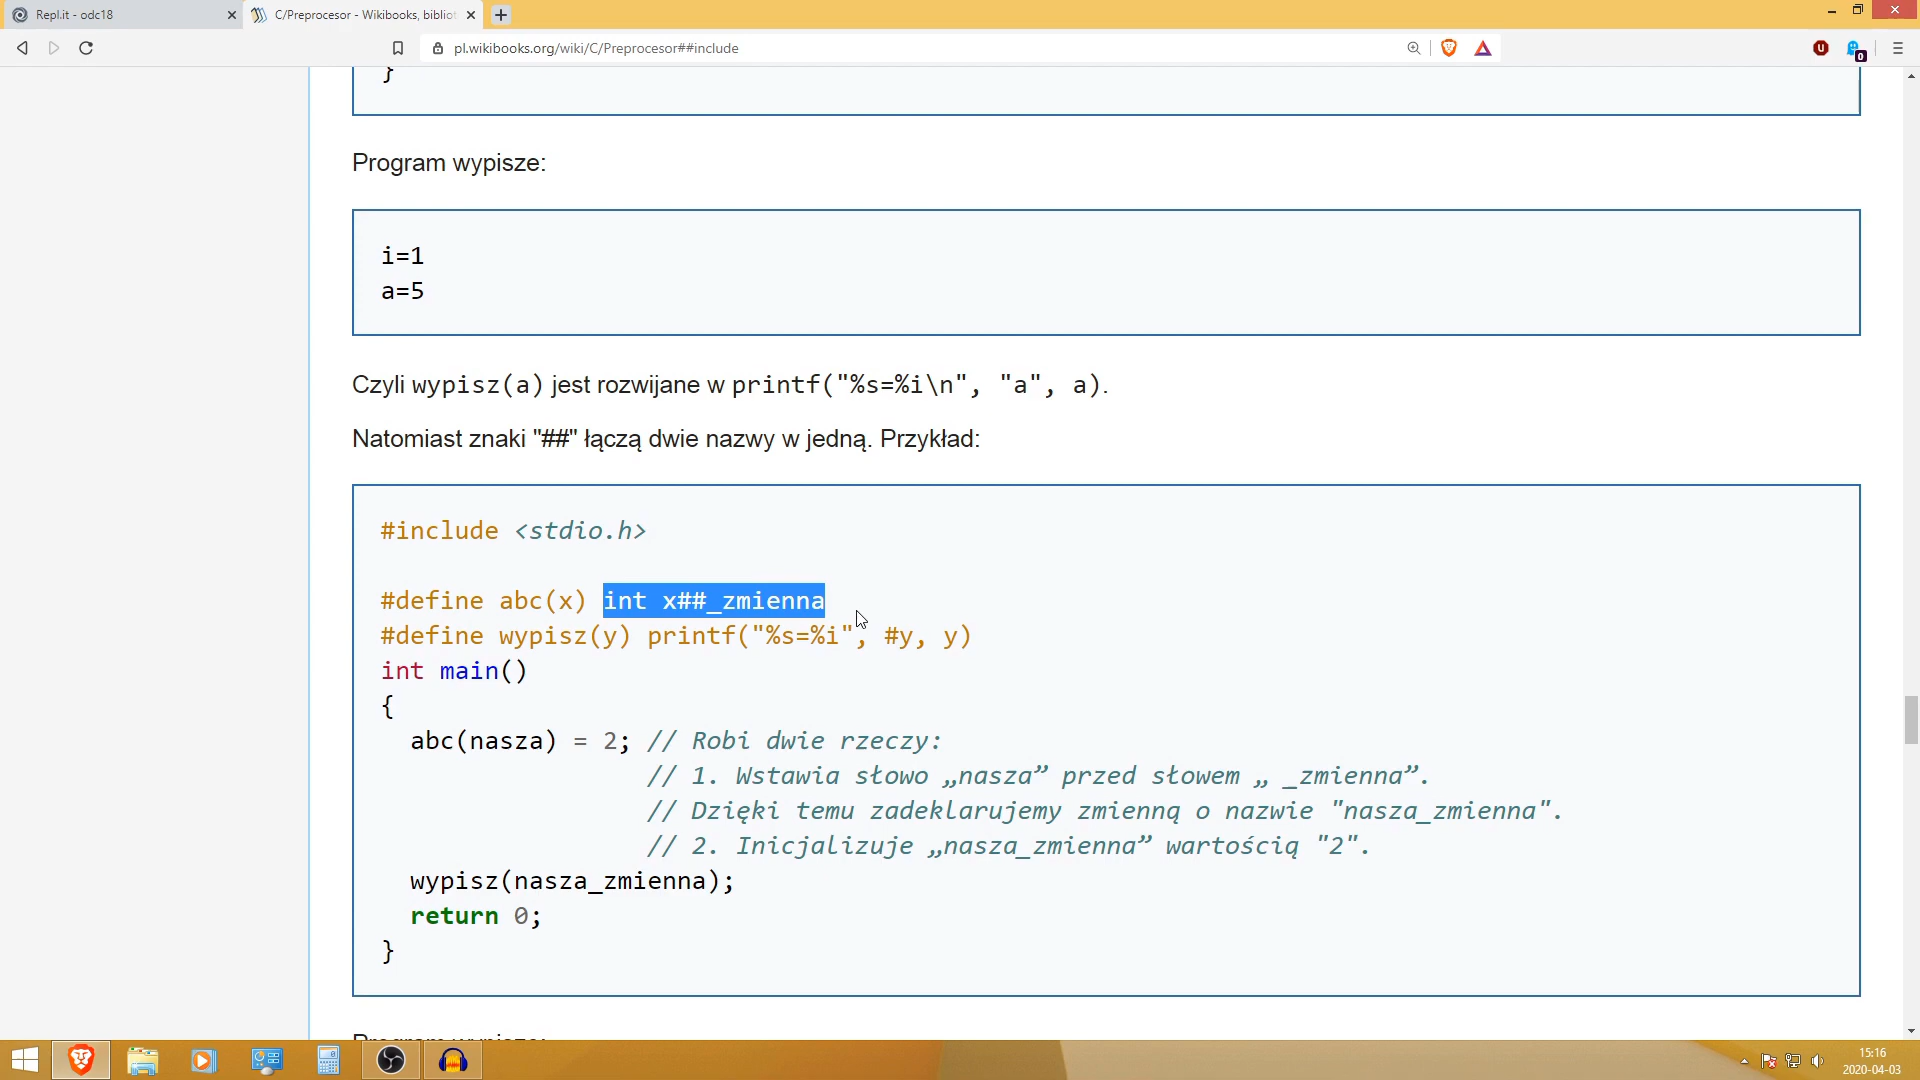 Repl.it - odc18
C/Preprocesor - Wikibooks, bibliot
pl.wikibooks.org/wiki/C/Preprocesor##include
0
}
Program wypisze:
i=1
a=5
Czyli wypisz(a) jest rozwijane w printf("%s=%i\n", "a", a).
Natomiast znaki "##" łączą dwie nazwy w jedną. Przykład:
#include <stdio.h>
#define abc(x) int x##_zmienna
#define wypisz(y) printf("%s=%i", #y, y)
int main()
{
abc(nasza) = 2; // Robi dwie rzeczy:
// 1. Wstawia słowo „nasza” przed słowem „ _zmienna”.
// Dzięki temu zadeklarujemy zmienną o nazwie "nasza_zmienna".
// 2. Inicjalizuje „nasza_zmienna” wartością "2".
wypisz(nasza_zmienna);
return 0;
}
Program wypisze:
15:16
2020-04-03